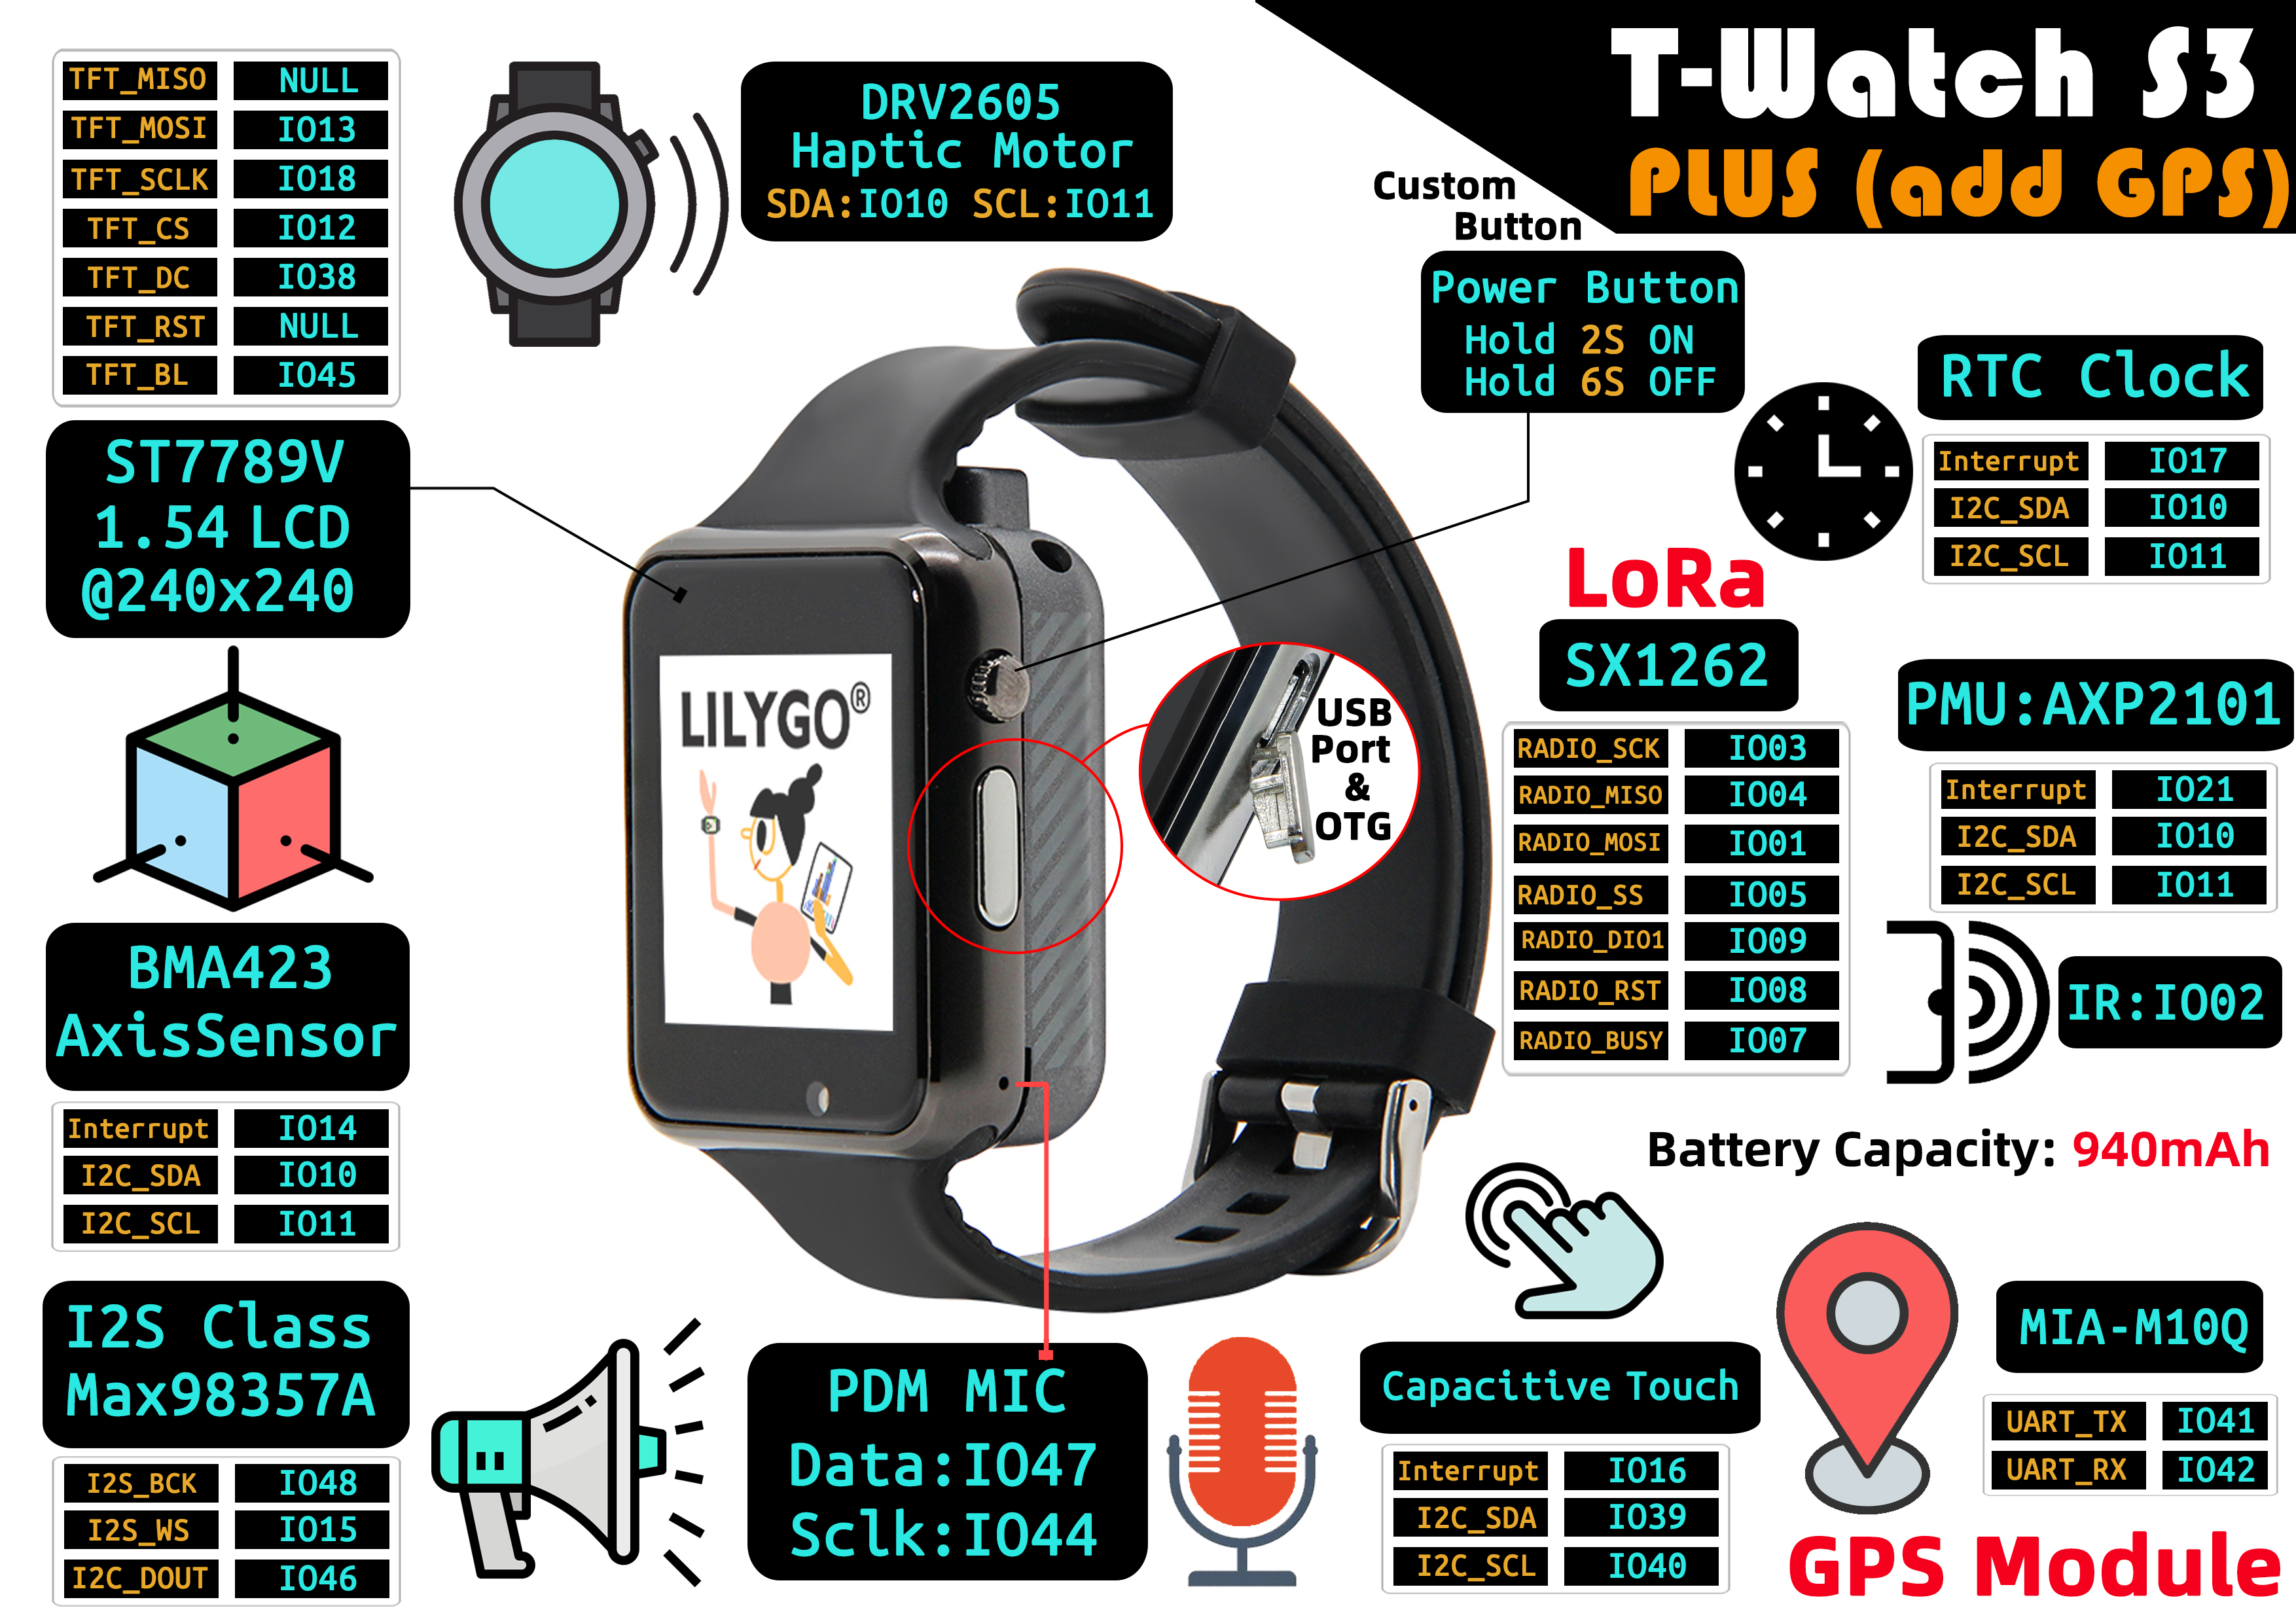 T-Watch S3
PLUS (add GPS)
TFT_MISO NULL
TFT_MOSI IO13
TFT_SCLK IO18
TFT_CS IO12
TFT_DC IO38
TFT_RST NULL
TFT_BL IO45
ST7789V
1.54 LCD
@240x240
DRV2605
Haptic Motor
SDA:IO10 SCL:IO11
Custom
Button
Power Button
Hold 2S ON
Hold 6S OFF
RTC Clock
Interrupt IO17
I2C_SDA IO10
I2C_SCL IO11
LoRa
SX1262
RADIO_SCK IO03
RADIO_MISO IO04
RADIO_MOSI IO01
RADIO_SS IO05
RADIO_DIO1 IO09
RADIO_RST IO08
RADIO_BUSY IO07
PMU:AXP2101
Interrupt IO21
I2C_SDA IO10
I2C_SCL IO11
IR:IO02
LILYGO®
USB
Port
&
OTG
BMA423
AxisSensor
Interrupt IO14
I2C_SDA IO10
I2C_SCL IO11
Battery Capacity: 940mAh
I2S Class
Max98357A
I2S_BCK IO48
I2S_WS IO15
I2C_DOUT IO46
PDM MIC
Data:IO47
Sclk:IO44
Capacitive Touch
Interrupt IO16
I2C_SDA IO39
I2C_SCL IO40
MIA-M10Q
UART_TX IO41
UART_RX IO42
GPS Module